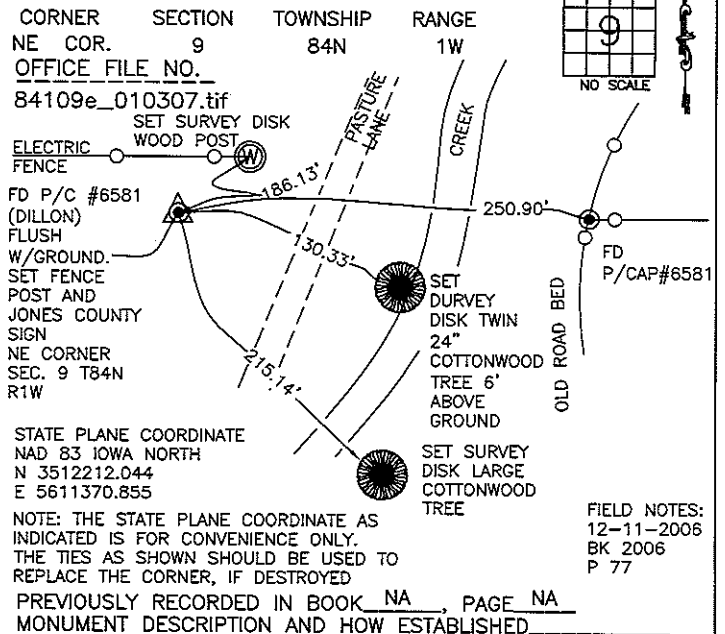 CORNER SECTION TOWNSHIP RANGE
NE COR. 9 84N 1W
OFFICE FILE NO.
84109e_010307.tif
9
NO SCALE
SET SURVEY DISK
WOOD POST
W
ELECTRIC
FENCE
PASTURE
LANE
CREEK
186.13'
250.90'
130.33'
215.14'
FD P/C #6581
(DILLON)
FLUSH
W/GROUND.
SET FENCE
POST AND
JONES COUNTY
SIGN
NE CORNER
SEC. 9 T84N
R1W
SET
DURVEY
DISK TWIN
24"
COTTONWOOD
TREE 6'
ABOVE
GROUND
OLD ROAD BED
FD
P/CAP#6581
SET SURVEY
DISK LARGE
COTTONWOOD
TREE
STATE PLANE COORDINATE
NAD 83 IOWA NORTH
N 3512212.044
E 5611370.855
NOTE: THE STATE PLANE COORDINATE AS
INDICATED IS FOR CONVENIENCE ONLY.
THE TIES AS SHOWN SHOULD BE USED TO
REPLACE THE CORNER, IF DESTROYED
FIELD NOTES:
12-11-2006
BK 2006
P 77
PREVIOUSLY RECORDED IN BOOK NA, PAGE NA
MONUMENT DESCRIPTION AND HOW ESTABLISHED